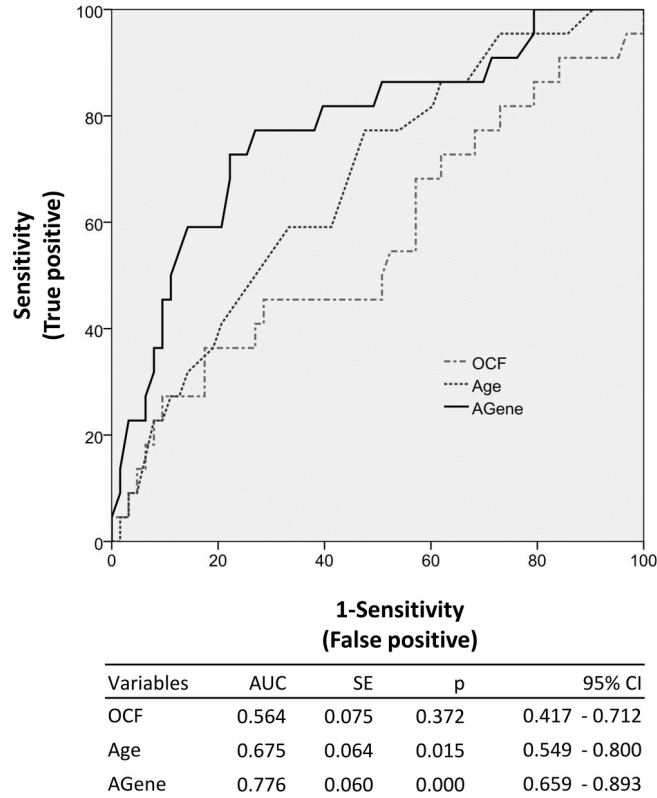 100
80
60
40
20
0
Sensitivity
(True positive)
OCF
Age
AGene
0 20 40 60 80 100
1-Sensitivity
(False positive)
Variables AUC SE p 95% CI
OCF 0.564 0.075 0.372 0.417 - 0.712
Age 0.675 0.064 0.015 0.549 - 0.800
AGene 0.776 0.060 0.000 0.659 - 0.893